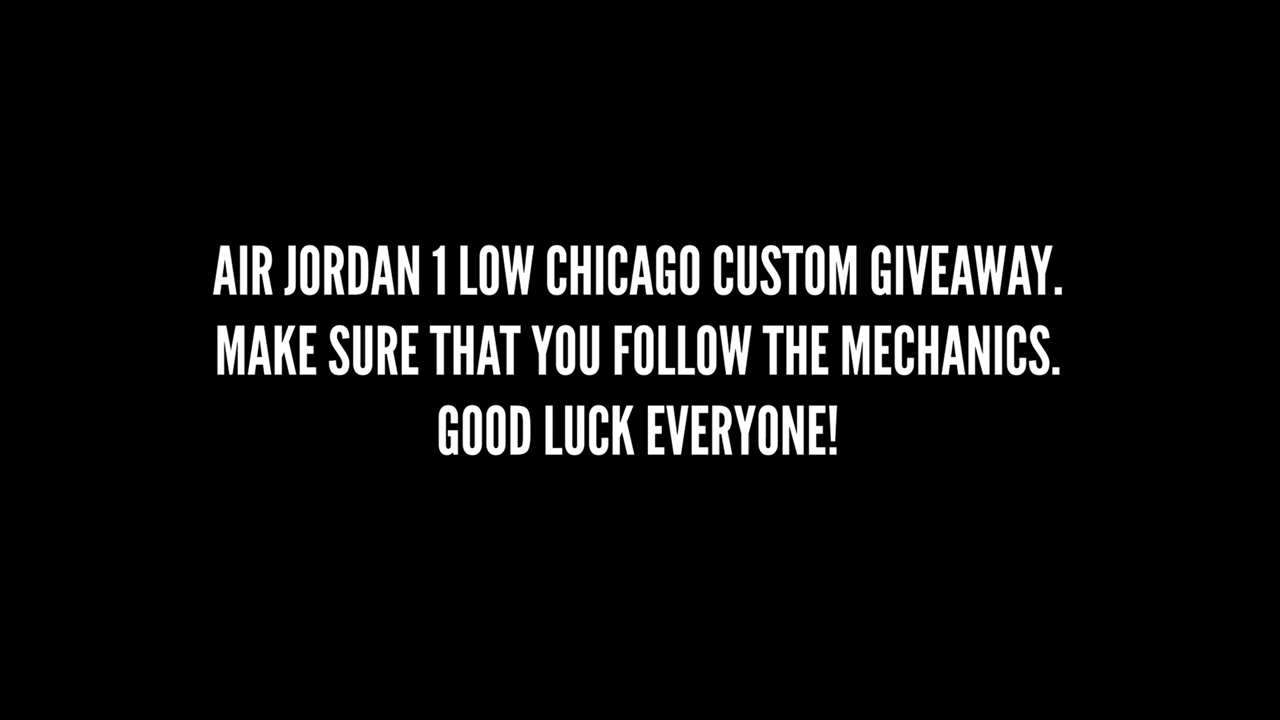 AIR JORDAN 1 LOW CHICAGO CUSTOM GIVEAWAY.
MAKE SURE THAT YOU FOLLOW THE MECHANICS.
GOOD LUCK EVERYONE!